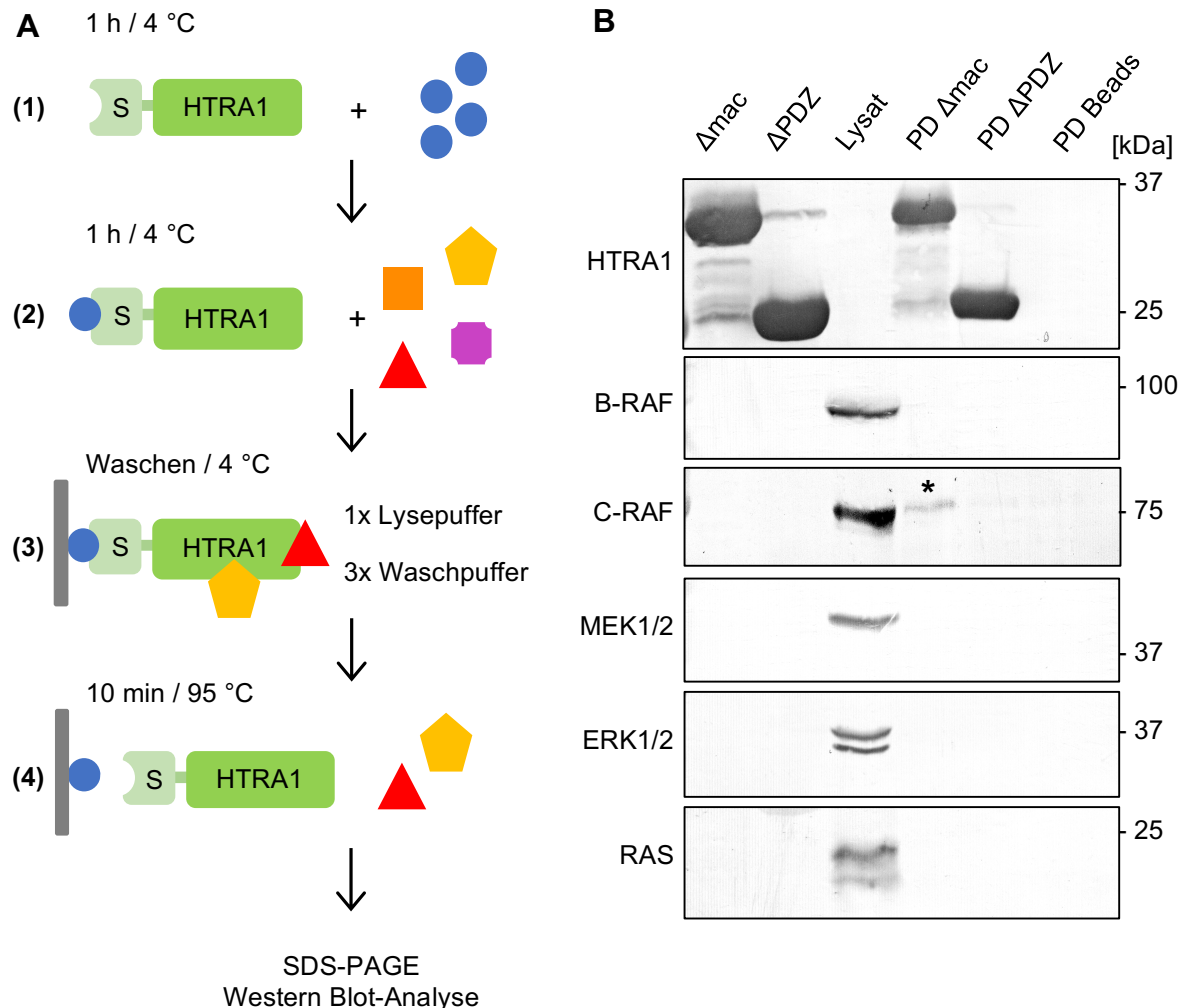 A
1 h / 4 °C
(1)
S
HTRA1
+
1 h / 4 °C
(2)
S
HTRA1
+
Waschen / 4 °C
(3)
S
HTRA1
1x Lysepuffer
3x Waschpuffer
10 min / 95 °C
(4)
S
HTRA1
SDS-PAGE
Western Blot-Analyse
B
Δmac
ΔPDZ
Lysat
PD Δmac
PD ΔPDZ
PD Beads
[kDa]
HTRA1
- 37
- 25
B-RAF
- 100
C-RAF
*
- 75
MEK1/2
- 37
ERK1/2
- 37
RAS
- 25